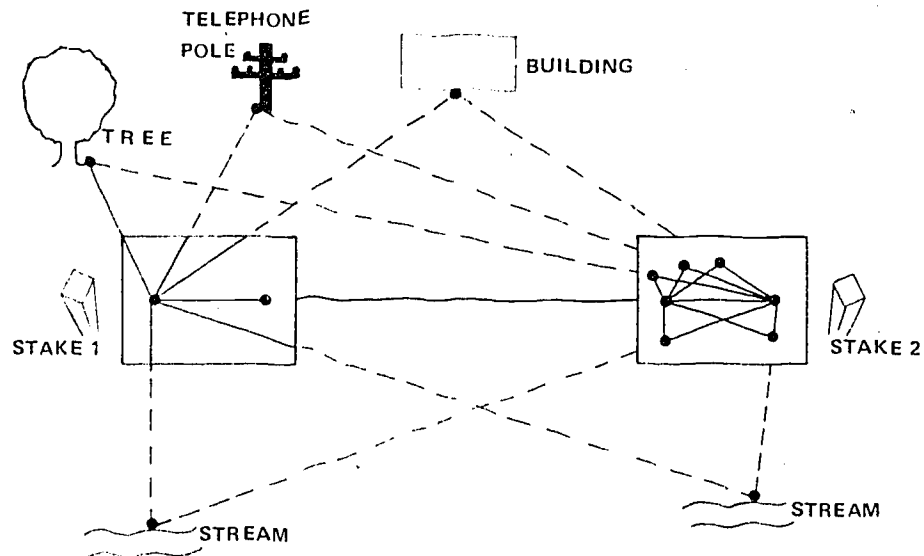 TELEPHONE
POLE
BUILDING
TREE
STAKE 1
STAKE 2
STREAM
STREAM